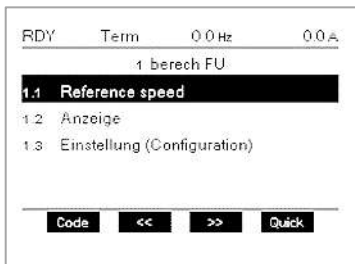 RDY Term 0.0 Hz 0.0 A
1 berech FU
1.1 Reference speed
1.2 Anzeige
1.3 Einstellung (Configuration)
Code << >> Quick